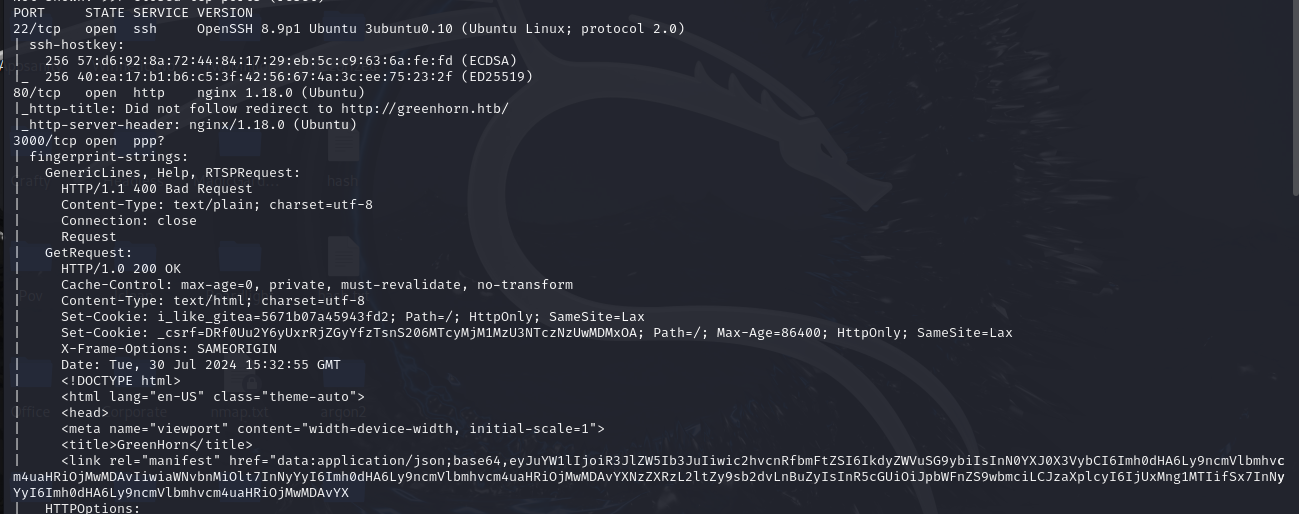 PORT     STATE SERVICE VERSION
22/tcp   open  ssh     OpenSSH 8.9p1 Ubuntu 3ubuntu0.10 (Ubuntu Linux; protocol 2.0)
| ssh-hostkey:
|   256 57:d6:92:8a:72:44:84:17:29:eb:5c:c9:63:6a:fe:fd (ECDSA)
|_  256 40:ea:17:b1:b6:c5:3f:42:56:67:4a:3c:ee:75:23:2f (ED25519)
80/tcp   open  http    nginx 1.18.0 (Ubuntu)
|_http-title: Did not follow redirect to http://greenhorn.htb/
|_http-server-header: nginx/1.18.0 (Ubuntu)
3000/tcp open  ppp?
| fingerprint-strings:
|   GenericLines, Help, RTSPRequest:
|     HTTP/1.1 400 Bad Request
|     Content-Type: text/plain; charset=utf-8
|     Connection: close
|     Request
|   GetRequest:
|     HTTP/1.0 200 OK
|     Cache-Control: max-age=0, private, must-revalidate, no-transform
|     Content-Type: text/html; charset=utf-8
|     Set-Cookie: i_like_gitea=5671b07a45943fd2; Path=/; HttpOnly; SameSite=Lax
|     Set-Cookie: _csrf=DRf0Uu2Y6yUxrRjZGyYfzTsnS206MTcyMjM1MzU3NTczNzUwMDMxOA; Path=/; Max-Age=86400; HttpOnly; SameSite=Lax
|     X-Frame-Options: SAMEORIGIN
|     Date: Tue, 30 Jul 2024 15:32:55 GMT
|     <!DOCTYPE html>
|     <html lang="en-US" class="theme-auto">
|     <head>
|     <meta name="viewport" content="width=device-width, initial-scale=1">
|     <title>GreenHorn</title>
|     <link rel="manifest" href="data:application/json;base64,eyJuYW1lIjoiR3JlZW5Ib3JuIiwic2hvcnRfbmFtZSI6IkdyZWVuSG9ybiIsInN0YXJ0X3VybCI6Imh0dHA6Ly9ncmVlbmhvc
m4uaHRiOjMwMDAvIiwiaWNvbnMiOlt7InNyYyI6Imh0dHA6Ly9ncmVlbmhvcm4uaHRiOjMwMDAvYXNzZXRzL2ltZy9sb2dvLnBuZyIsInR5cGUiOiJpbWFnZS9wbmciLCJzaXplcyI6IjUxMng1MTIifSx7InNy
YyI6Imh0dHA6Ly9ncmVlbmhvcm4uaHRiOjMwMDAvYX
|   HTTPOptions:
hash
nmap.txt
argon2
Office